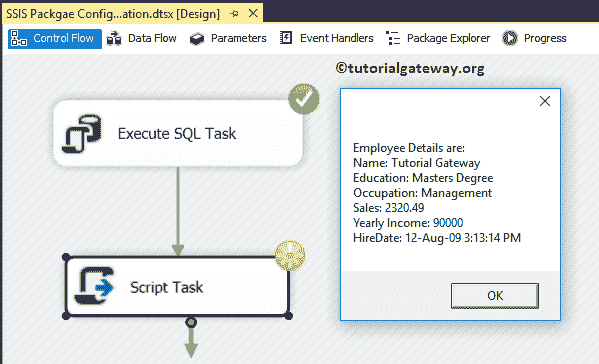 SSIS Packgae Config...ation.dtsx [Design]
Control Flow Data Flow Parameters Event Handlers Package Explorer Progress
©tutorialgateway.org
Execute SQL Task
Employee Details are:
Name: Tutorial Gateway
Education: Masters Degree
Occupation: Management
Sales: 2320.49
Yearly Income: 90000
HireDate: 12-Aug-09 3:13:14 PM
Script Task
OK